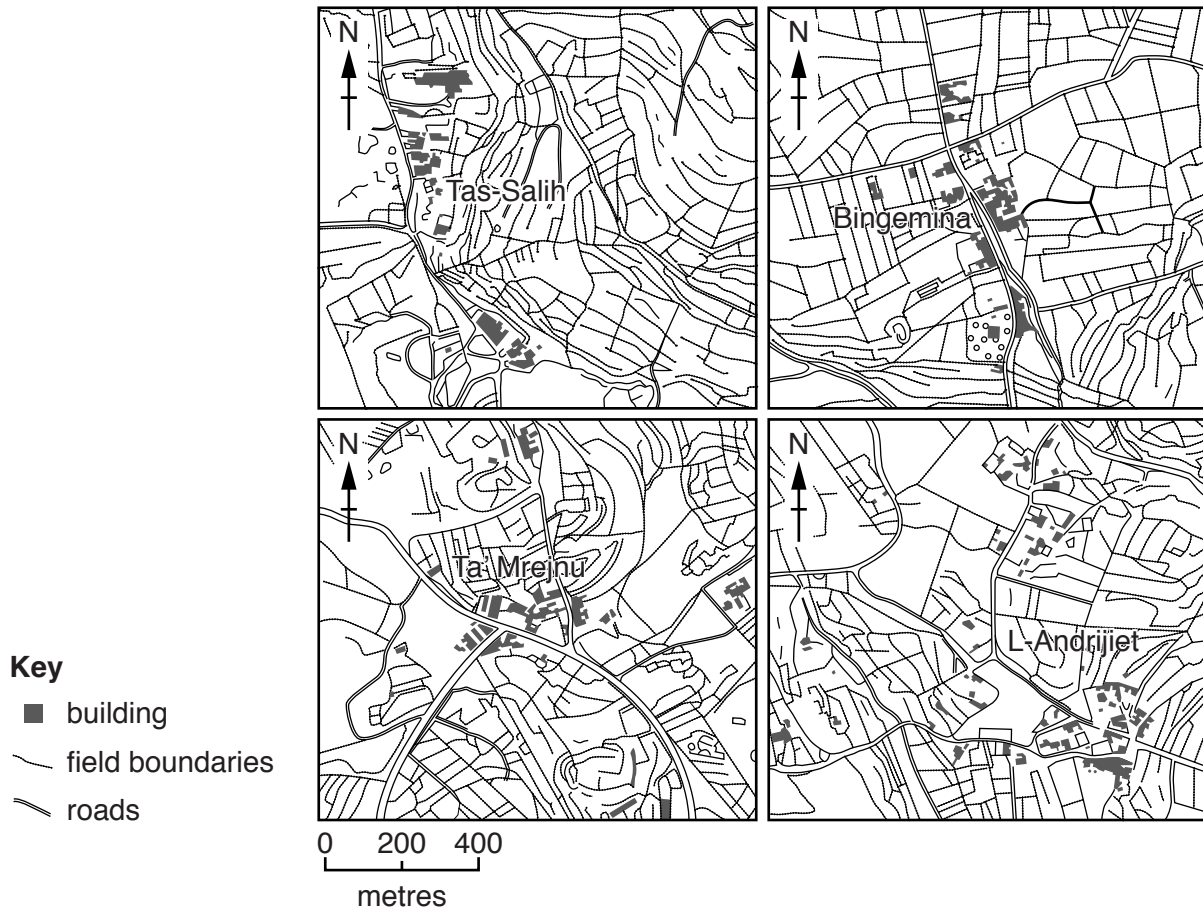 N
Tas-Salih
N
Bingemina
N
Ta' Mrejnu
N
L-Andrijiet
Key
building
field boundaries
roads
0 200 400
metres